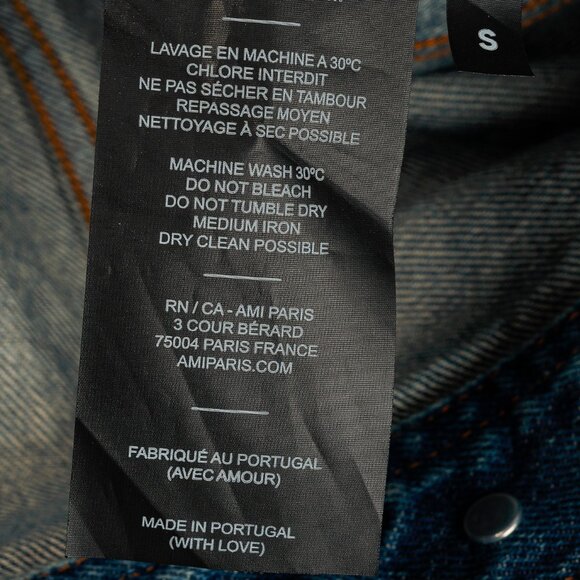 S
LAVAGE EN MACHINE A 30ºC
CHLORE INTERDIT
NE PAS SÉCHER EN TAMBOUR
REPASSAGE MOYEN
NETTOYAGE À SEC POSSIBLE
MACHINE WASH 30ºC
DO NOT BLEACH
DO NOT TUMBLE DRY
MEDIUM IRON
DRY CLEAN POSSIBLE
RN / CA - AMI PARIS
3 COUR BÉRARD
75004 PARIS FRANCE
AMIPARIS.COM
FABRIQUÉ AU PORTUGAL
(AVEC AMOUR)
MADE IN PORTUGAL
(WITH LOVE)